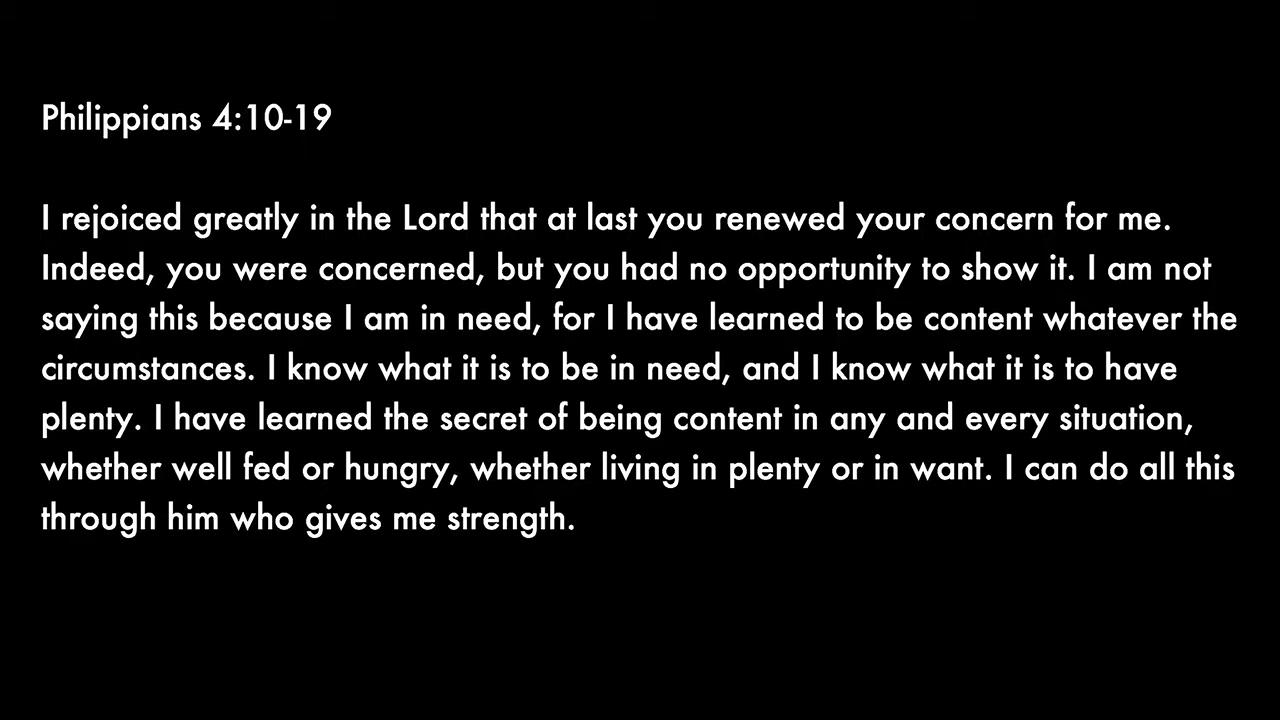 Philippians 4:10-19
I rejoiced greatly in the Lord that at last you renewed your concern for me.
Indeed, you were concerned, but you had no opportunity to show it. I am not
saying this because I am in need, for I have learned to be content whatever the
circumstances. I know what it is to be in need, and I know what it is to have
plenty. I have learned the secret of being content in any and every situation,
whether well fed or hungry, whether living in plenty or in want. I can do all this
through him who gives me strength.